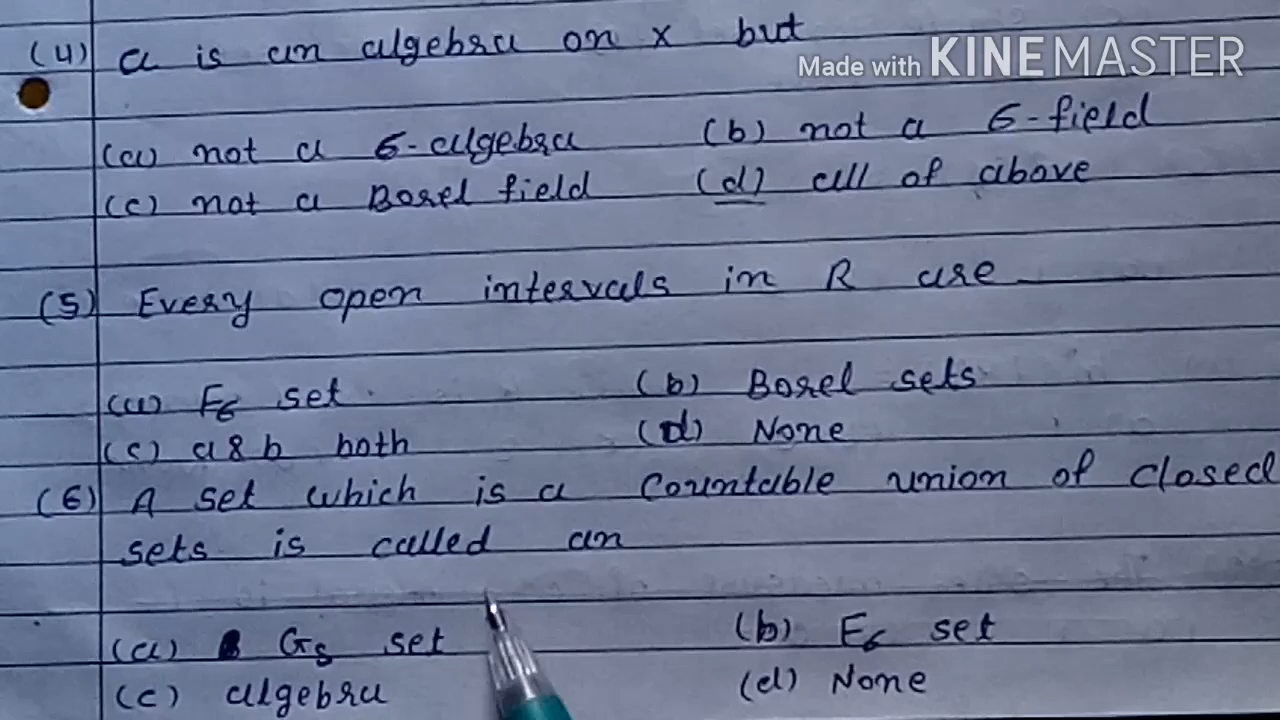 (4) a is an algebra on x but
Made with KINEMASTER
(a) not a σ-algebra (b) not a σ-field
(c) not a Borel field (d) all of above
(5) Every open intervals in R are
(a) Fσ set (b) Borel sets
(c) a & b both (d) None
(6) A set which is a Countable union of closed
sets is called an
(a) Gδ set (b) Fσ set
(c) algebra (d) None